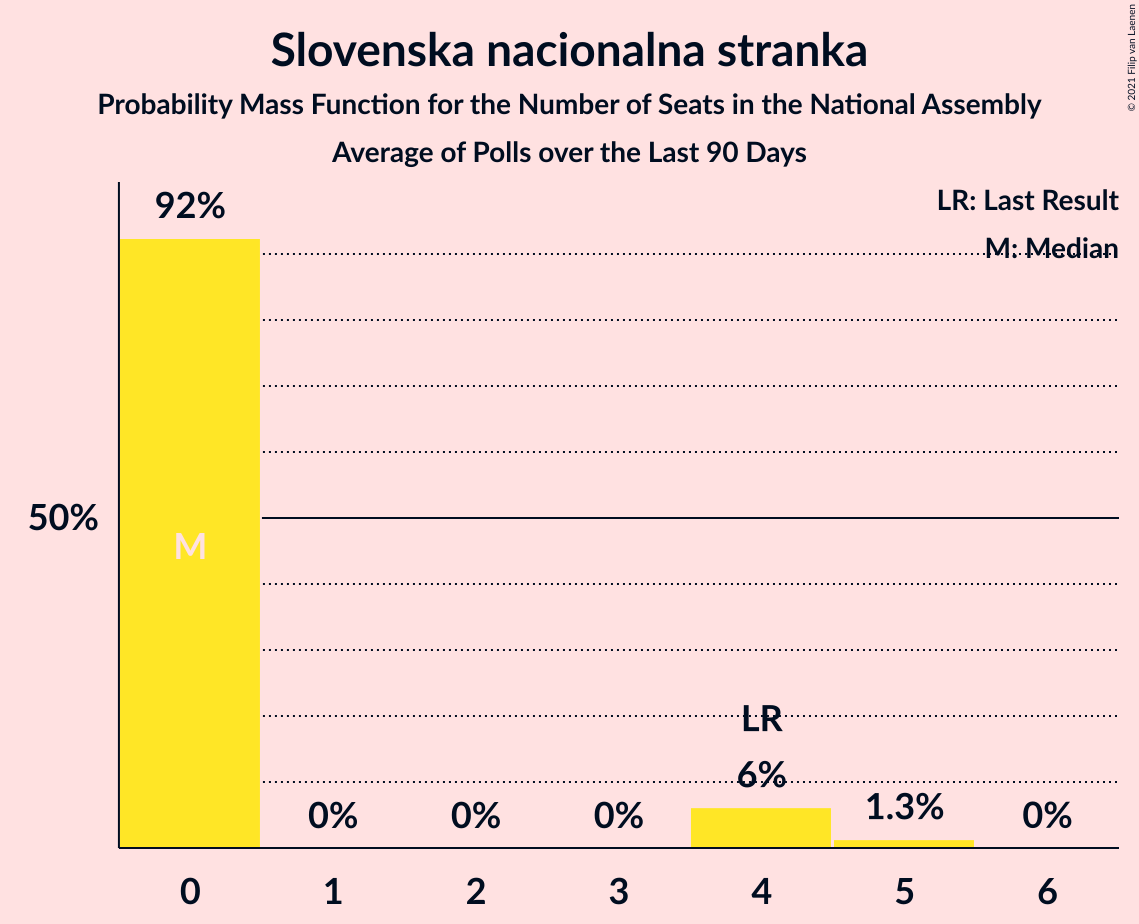 Slovenska nacionalna stranka
Probability Mass Function for the Number of Seats in the National Assembly
Average of Polls over the Last 90 Days
© 2021 Filip van Laenen
LR: Last Result
M: Median
92%
50%
M
LR
6%
1.3%
0%
0%
0%
0%
0
1
2
3
4
5
6